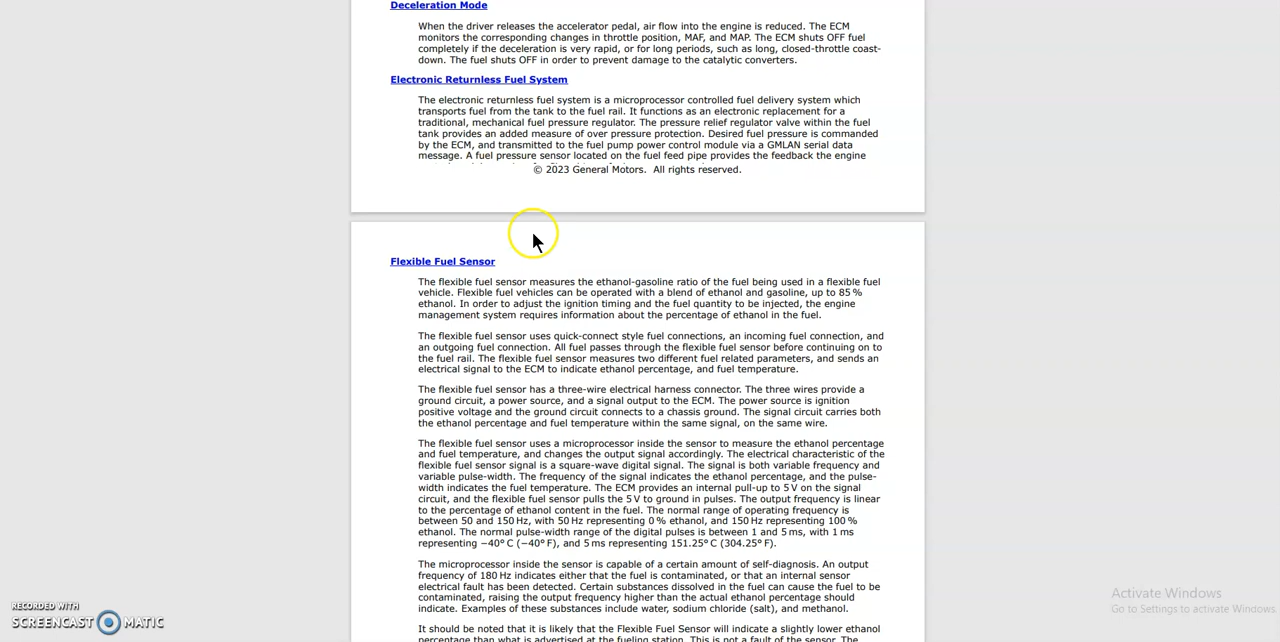 Deceleration Mode
When the driver releases the accelerator pedal, air flow into the engine is reduced. The ECM
monitors the corresponding changes in throttle position, MAF, and MAP. The ECM shuts OFF fuel
completely if the deceleration is very rapid, or for long periods, such as long, closed-throttle coast-
down. The fuel shuts OFF in order to prevent damage to the catalytic converters.
Electronic Returnless Fuel System
The electronic returnless fuel system is a microprocessor controlled fuel delivery system which
transports fuel from the tank to the fuel rail. It functions as an electronic replacement for a
traditional, mechanical fuel pressure regulator. The pressure relief regulator valve within the fuel
tank provides an added measure of over pressure protection. Desired fuel pressure is commanded
by the ECM, and transmitted to the fuel pump power control module via a GMLAN serial data
message. A fuel pressure sensor located on the fuel feed pipe provides the feedback the engine
© 2023 General Motors. All rights reserved.
Flexible Fuel Sensor
The flexible fuel sensor measures the ethanol-gasoline ratio of the fuel being used in a flexible fuel
vehicle. Flexible fuel vehicles can be operated with a blend of ethanol and gasoline, up to 85 %
ethanol. In order to adjust the ignition timing and the fuel quantity to be injected, the engine
management system requires information about the percentage of ethanol in the fuel.
The flexible fuel sensor uses quick-connect style fuel connections, an incoming fuel connection, and
an outgoing fuel connection. All fuel passes through the flexible fuel sensor before continuing on to
the fuel rail. The flexible fuel sensor measures two different fuel related parameters, and sends an
electrical signal to the ECM to indicate ethanol percentage, and fuel temperature.
The flexible fuel sensor has a three-wire electrical harness connector. The three wires provide a
ground circuit, a power source, and a signal output to the ECM. The power source is ignition
positive voltage and the ground circuit connects to a chassis ground. The signal circuit carries both
the ethanol percentage and fuel temperature within the same signal, on the same wire.
The flexible fuel sensor uses a microprocessor inside the sensor to measure the ethanol percentage
and fuel temperature, and changes the output signal accordingly. The electrical characteristic of the
flexible fuel sensor signal is a square-wave digital signal. The signal is both variable frequency and
variable pulse-width. The frequency of the signal indicates the ethanol percentage, and the pulse-
width indicates the fuel temperature. The ECM provides an internal pull-up to 5 V on the signal
circuit, and the flexible fuel sensor pulls the 5 V to ground in pulses. The output frequency is linear
to the percentage of ethanol content in the fuel. The normal range of operating frequency is
between 50 and 150 Hz, with 50 Hz representing 0 % ethanol, and 150 Hz representing 100 %
ethanol. The normal pulse-width range of the digital pulses is between 1 and 5 ms, with 1 ms
representing −40° C (−40° F), and 5 ms representing 151.25° C (304.25° F).
The microprocessor inside the sensor is capable of a certain amount of self-diagnosis. An output
frequency of 180 Hz indicates either that the fuel is contaminated, or that an internal sensor
electrical fault has been detected. Certain substances dissolved in the fuel can cause the fuel to be
contaminated, raising the output frequency higher than the actual ethanol percentage should
indicate. Examples of these substances include water, sodium chloride (salt), and methanol.
It should be noted that it is likely that the Flexible Fuel Sensor will indicate a slightly lower ethanol
percentage than what is advertised at the fueling station. This is not a fault of the sensor. The
Activate Windows
Go to Settings to activate Windows.
RECORDED WITH
SCREENCAST MATIC